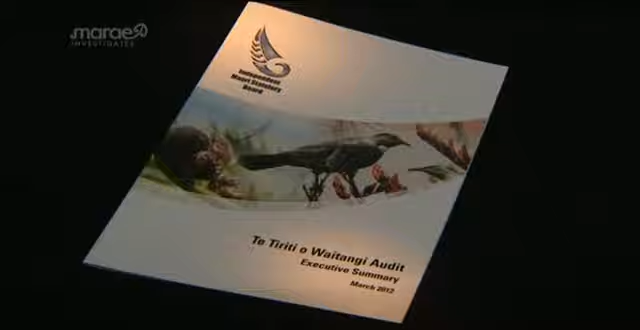 marae
INVESTIGATES
Independent
Maori Statutory
Board
Te Tiriti o Waitangi Audit
Executive Summary
March 2012